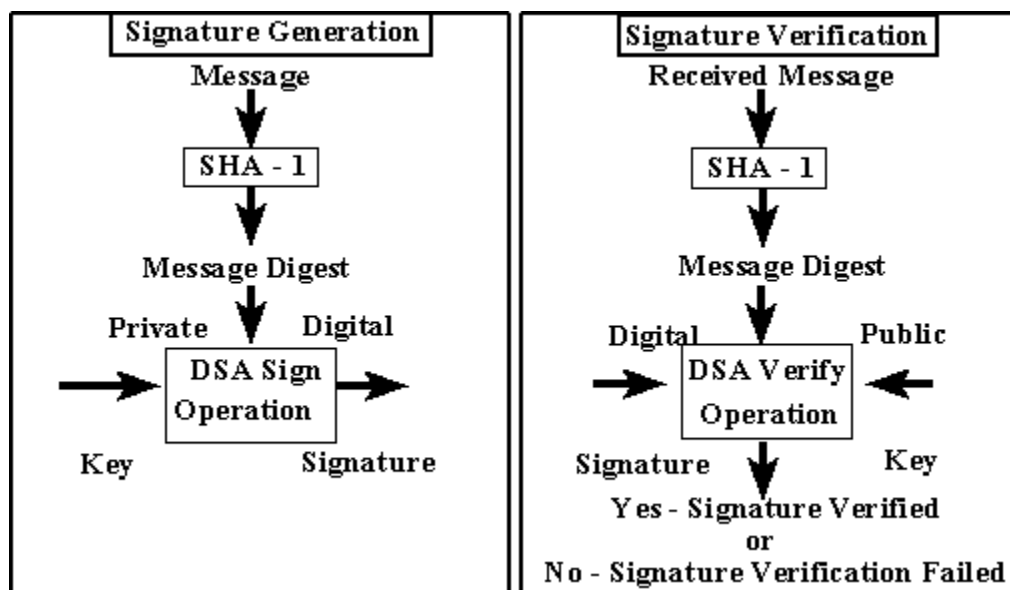 Signature Generation
Message
SHA - 1
Message Digest
Private
Digital
DSA Sign
Operation
Key
Signature
Signature Verification
Received Message
SHA - 1
Message Digest
Digital
Public
DSA Verify
Operation
Signature
Key
Yes - Signature Verified
or
No - Signature Verification Failed